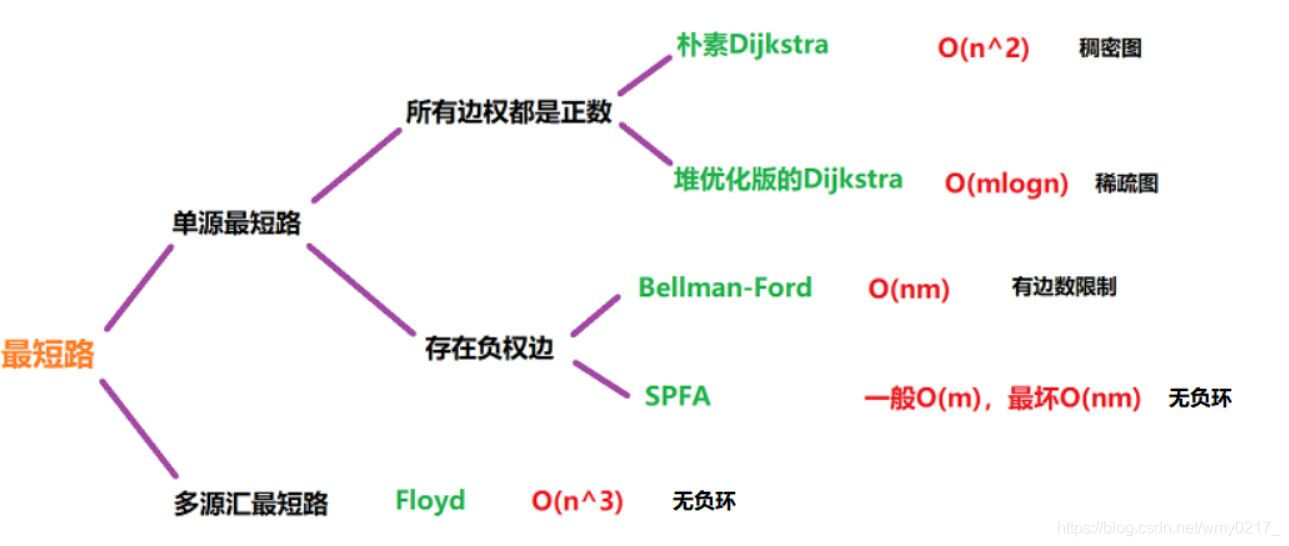 朴素Dijkstra O(n^2) 稠密图
所有边权都是正数
堆优化版的Dijkstra O(mlogn) 稀疏图
单源最短路
Bellman-Ford O(nm) 有边数限制
存在负权边
最短路
SPFA 一般O(m)，最坏O(nm) 无负环
多源汇最短路 Floyd O(n^3) 无负环
https://blog.csdn.net/wmy0217_